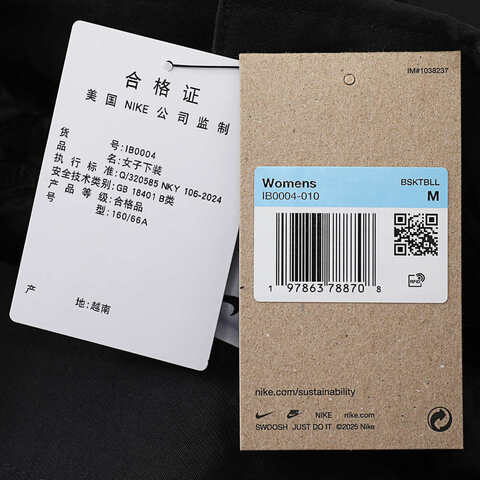 合格证
美国 NIKE 公司监制
货号:IB0004
品名:女子下装
执行标准:Q/320585 NKY 106-2024
安全技术类别:GB 18401 B类
产品等级:合格品
号型:160/66A
产地:越南
IM#1038237
Womens BSKTBLL
IB0004-010 M
1 97863 78870 8
RFID
nike.com/sustainability
NIKE nike.com
SWOOSH JUST DO IT ©2025 Nike